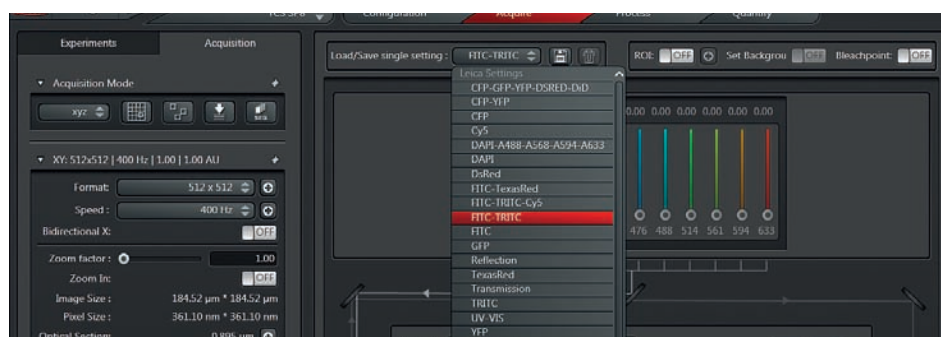 TCS SP8
Configuration Acquire Process Quantify
Experiments Acquisition
Load/Save single setting : FITC-TRITC
ROI: OFF Set Backgrou OFF Bleachpoint: OFF
Acquisition Mode
xyz
XY: 512x512 | 400 Hz | 1.00 | 1.00 AU
Format: 512 x 512
Speed : 400 Hz
Bidirectional X: OFF
Zoom factor : 1.00
Zoom In: OFF
Image Size : 184.52 µm * 184.52 µm
Pixel Size : 361.10 nm * 361.10 nm
Optical Section: 0.895 µm
Leica Settings
CFP-GFP-YFP-DSRED-DiD
CFP-YFP
CFP
Cy5
DAPI-A488-A568-A594-A633
DAPI
DsRed
FITC-TexasRed
FITC-TRITC-Cy5
FITC-TRITC
FITC
GFP
Reflection
TexasRed
Transmission
TRITC
UV-VIS
YFP
0.00 0.00 0.00 0.00 0.00 0.00
476 488 514 561 594 633